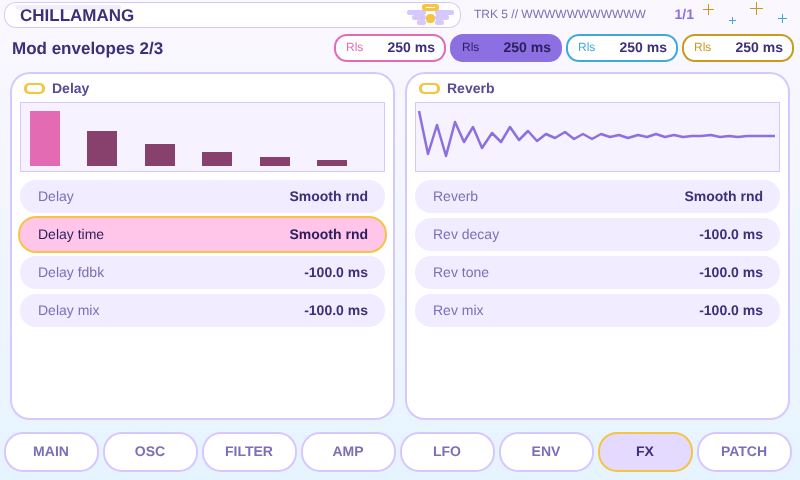 CHILLAMANG TRK 5 // WWWWWWWWWWW 1/1
Mod envelopes 2/3 Rls 250 ms Rls 250 ms Rls 250 ms Rls 250 ms
Delay
Delay Smooth rnd
Delay time Smooth rnd
Delay fdbk -100.0 ms
Delay mix -100.0 ms
Reverb
Reverb Smooth rnd
Rev decay -100.0 ms
Rev tone -100.0 ms
Rev mix -100.0 ms
MAIN OSC FILTER AMP LFO ENV FX PATCH